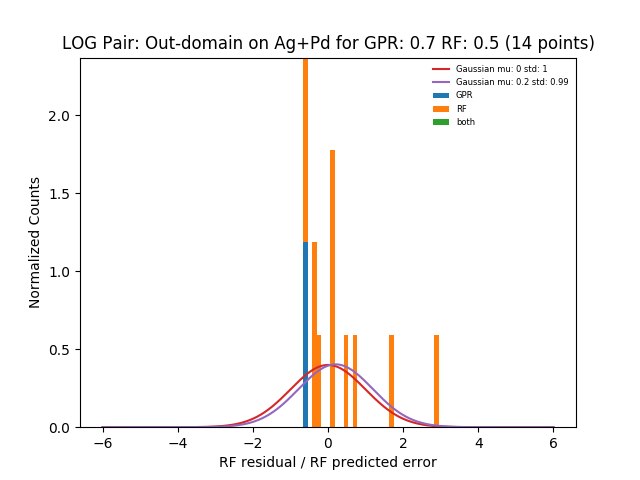 LOG Pair: Out-domain on Ag+Pd for GPR: 0.7 RF: 0.5 (14 points)
Gaussian mu: 0 std: 1
Gaussian mu: 0.2 std: 0.99
GPR
RF
both
Normalized Counts
2.0
1.5
1.0
0.5
0.0
−6 −4 −2 0 2 4 6
RF residual / RF predicted error